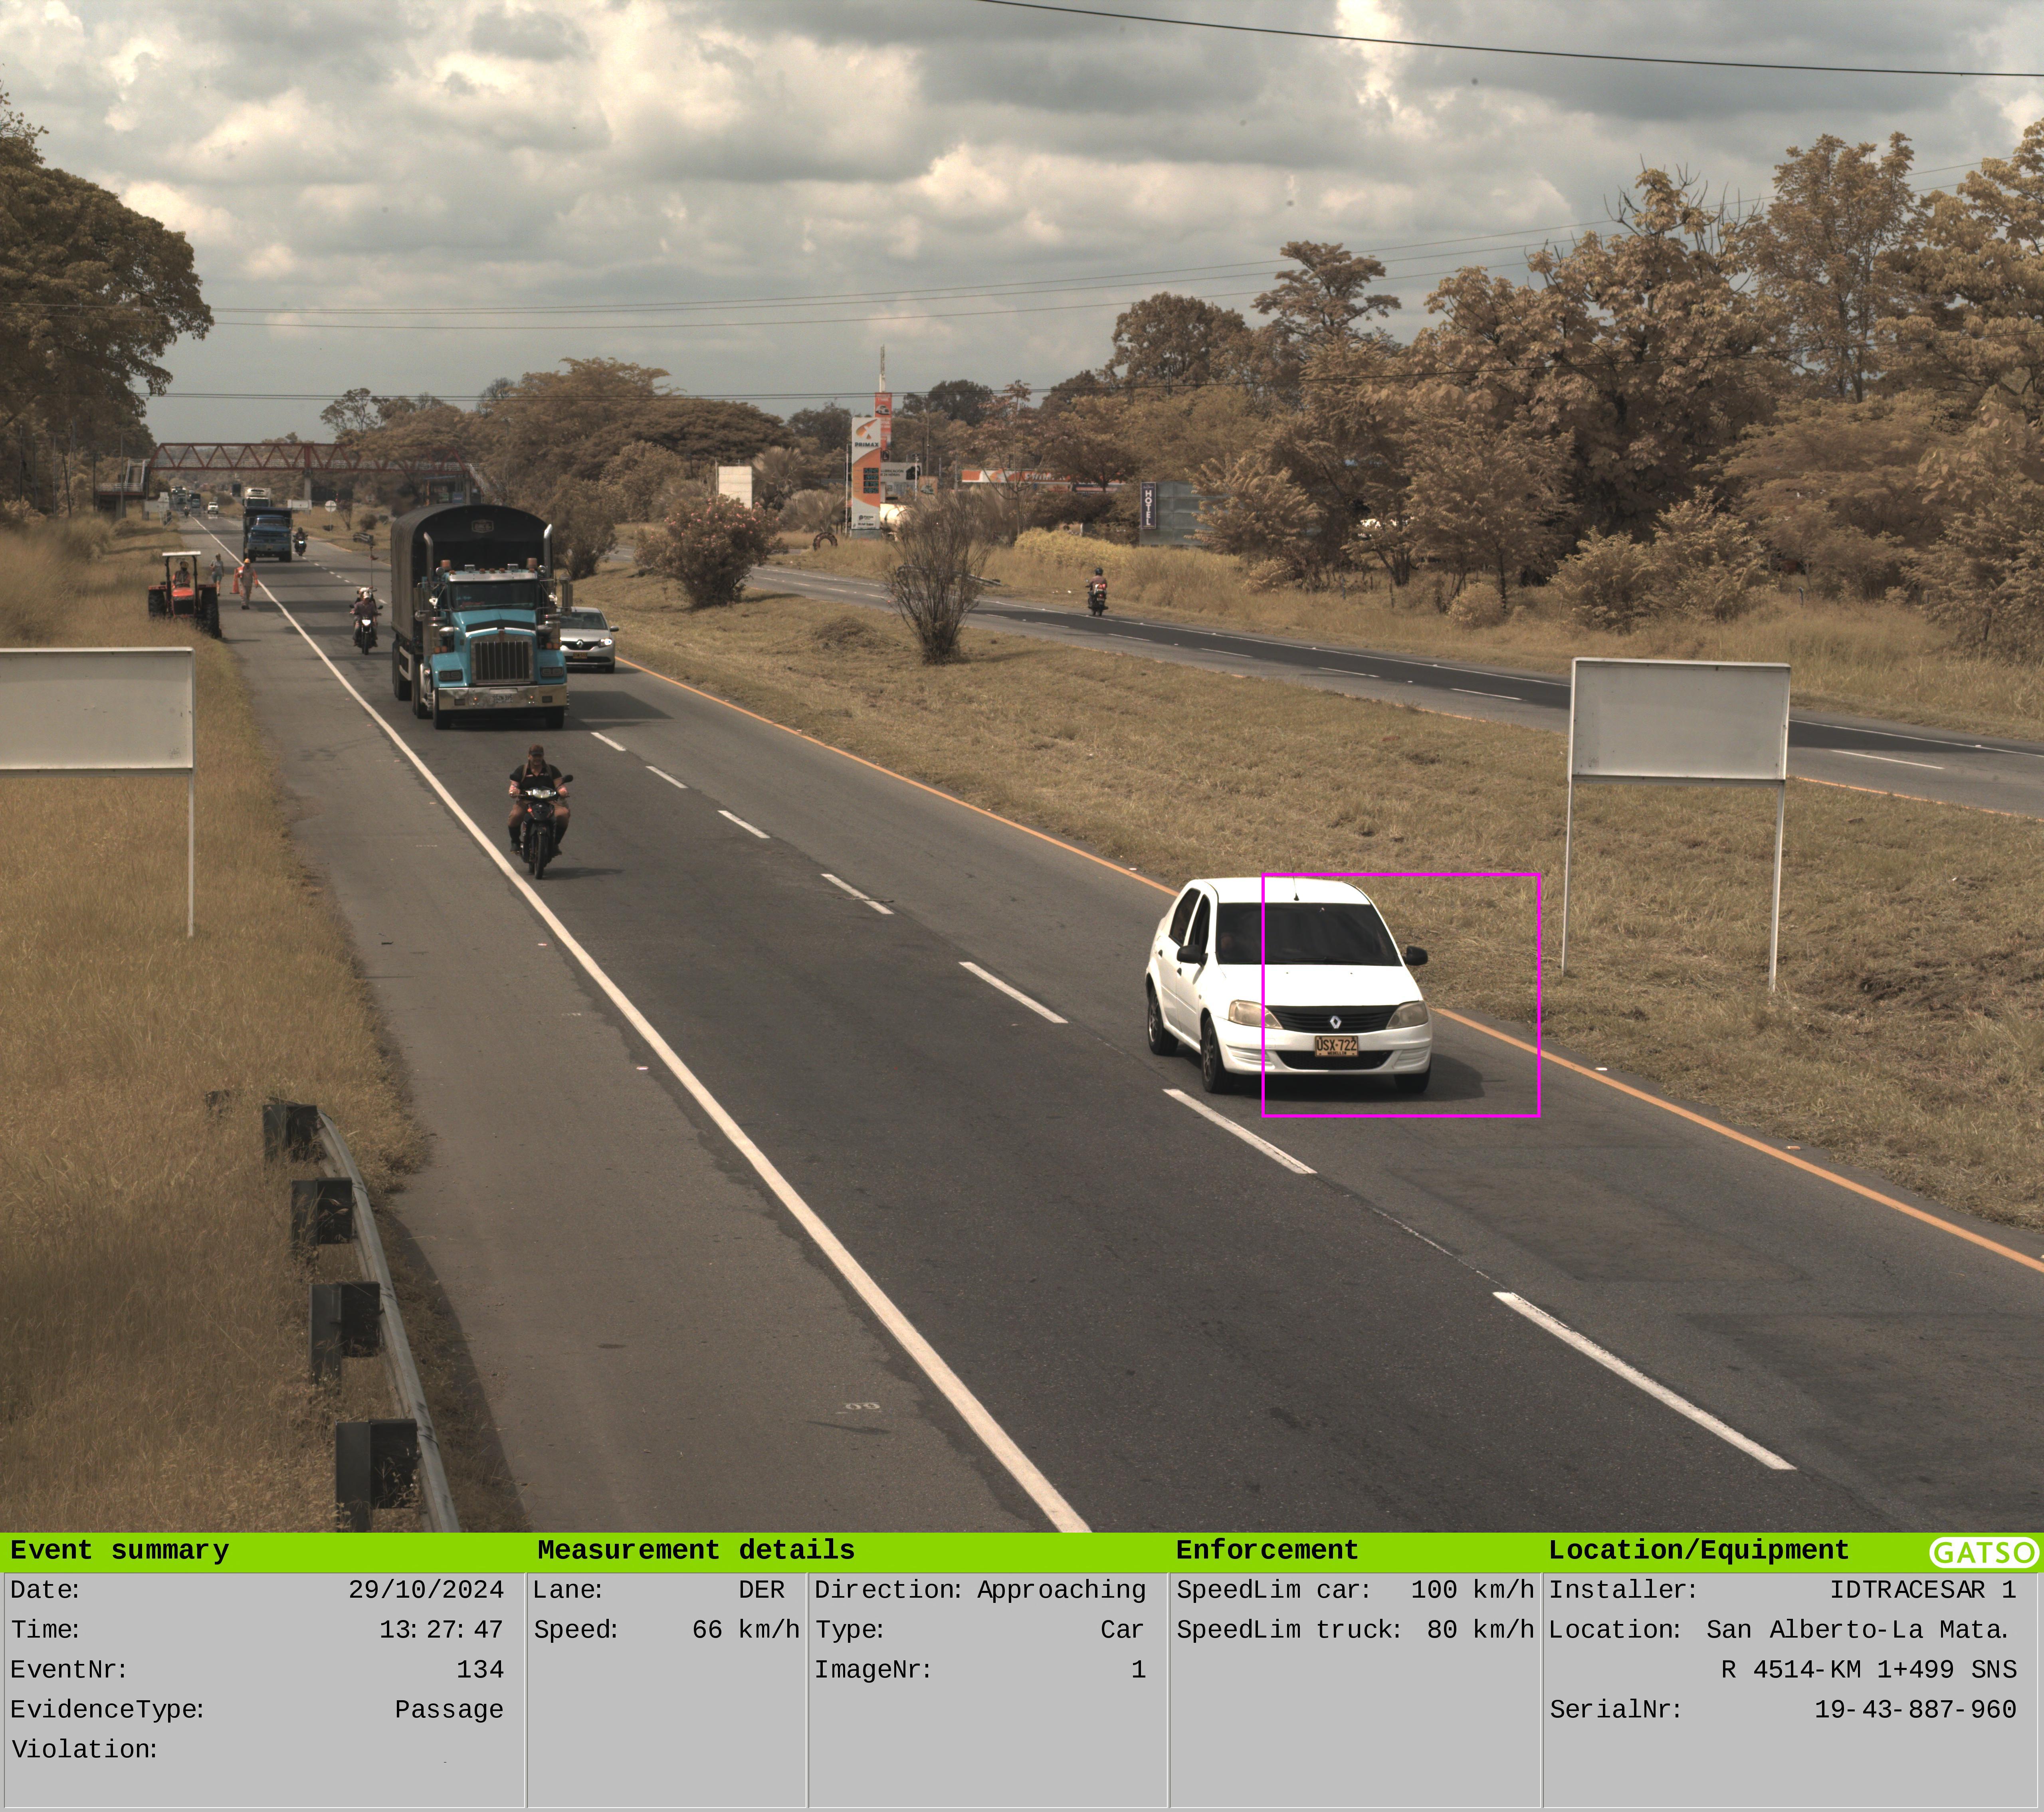 PRIMAX
HOTEL
USX-722
MEDELLIN
Event summary
Date: 29/10/2024
Time: 13:27:47
EventNr: 134
EvidenceType: Passage
Violation:
Measurement details
Lane: DER
Speed: 66 km/h
Direction: Approaching
Type: Car
ImageNr: 1
Enforcement
SpeedLim car: 100 km/h
SpeedLim truck: 80 km/h
Location/Equipment
GATSO
Installer: IDTRACESAR 1
Location: San Alberto-La Mata.
R 4514-KM 1+499 SNS
SerialNr: 19-43-887-960